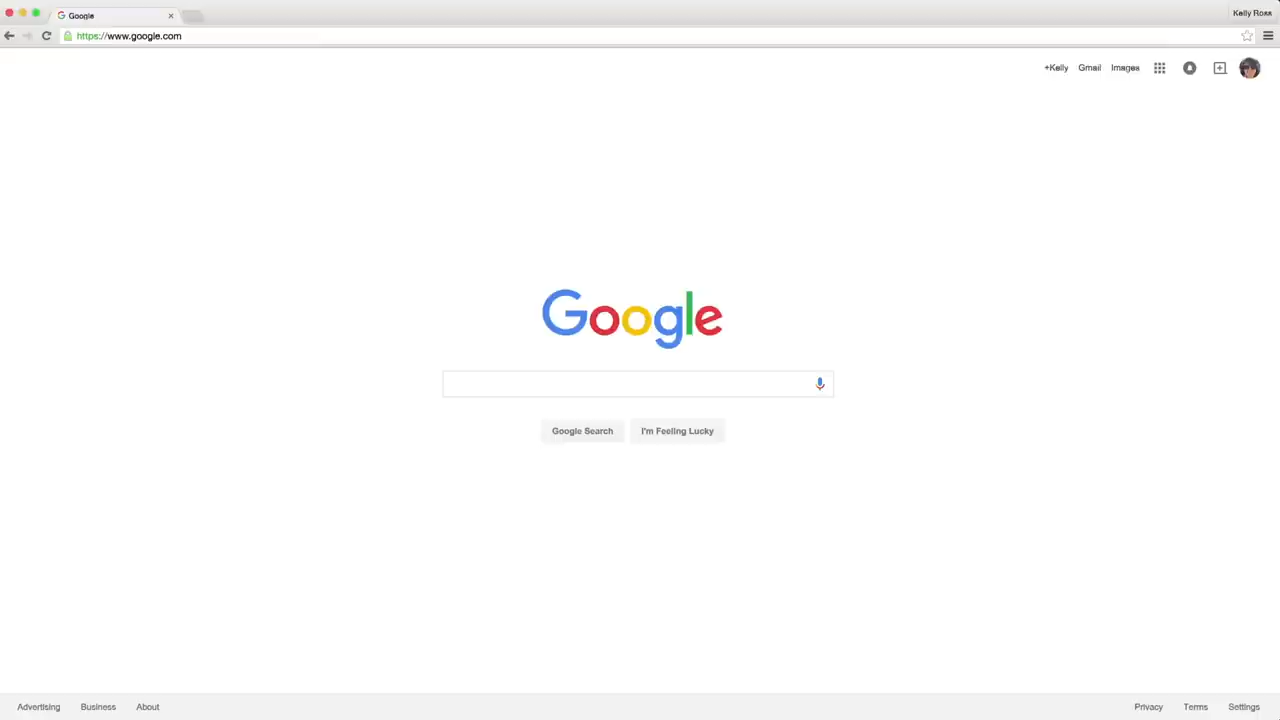 Google
Kelly Ross
https://www.google.com
+Kelly Gmail Images
Google
Google Search I'm Feeling Lucky
Advertising Business About
Privacy Terms Settings